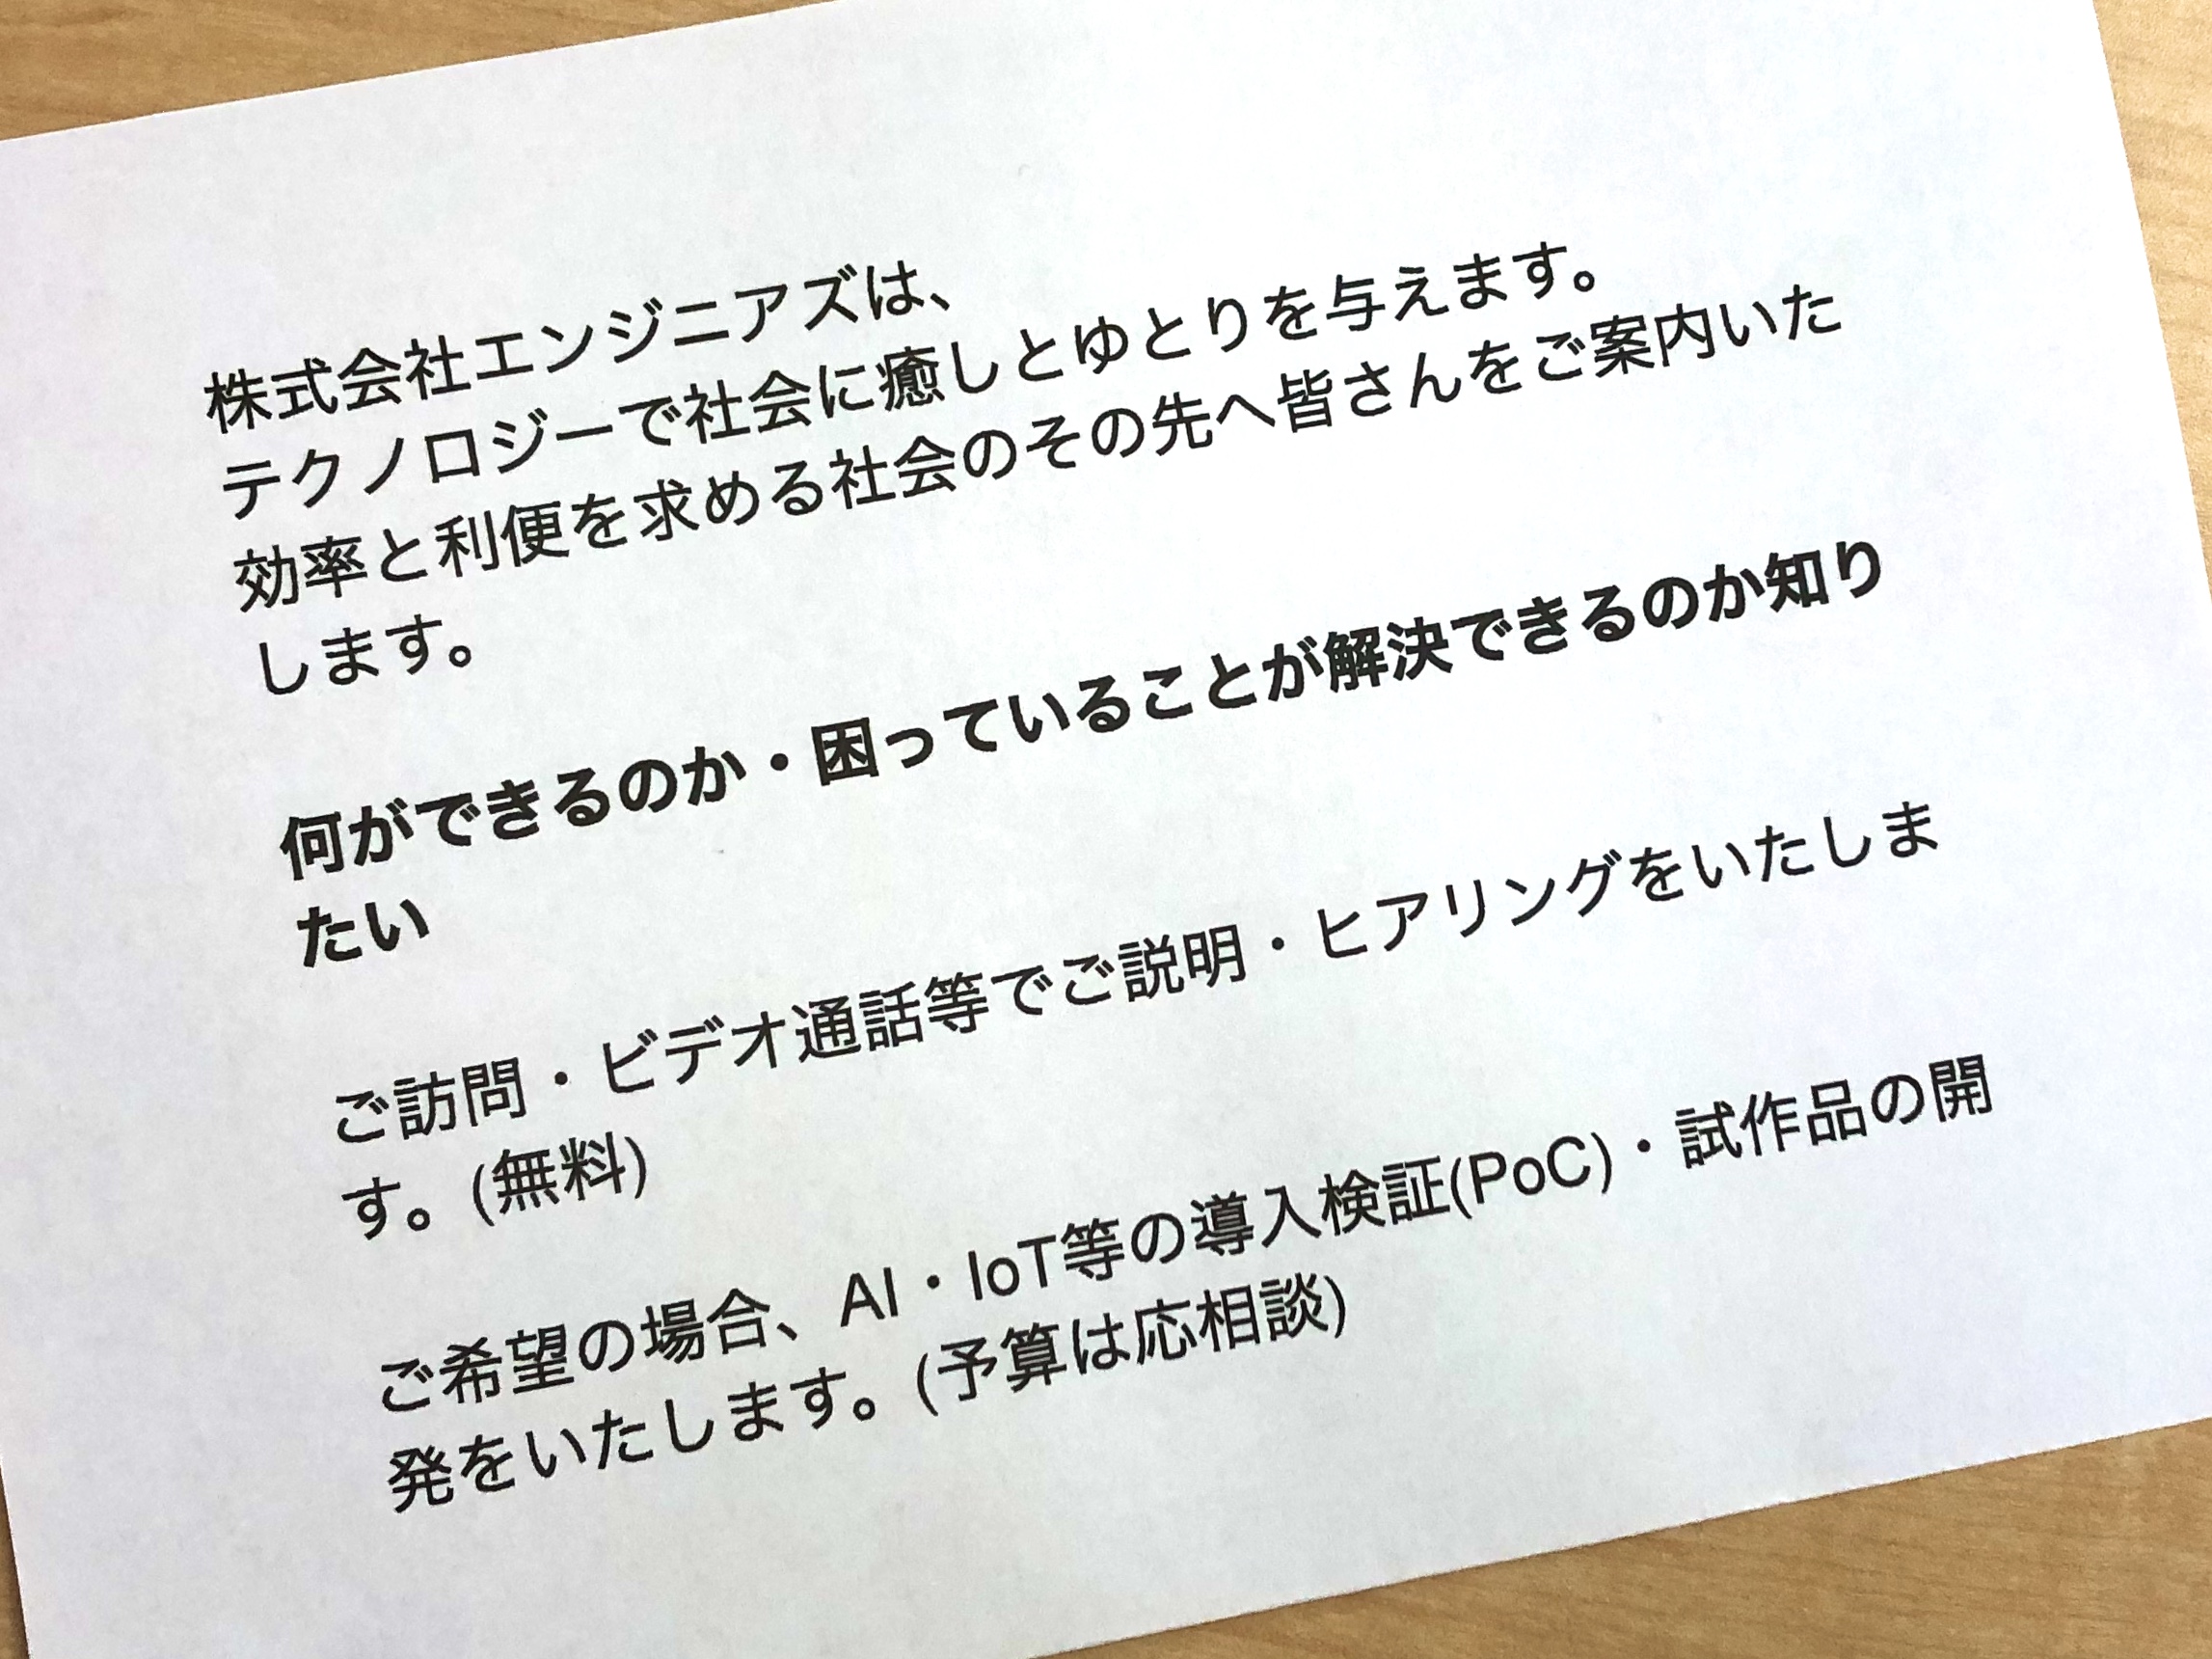 株式会社エンジニアズは、
テクノロジーで社会に癒しとゆとりを与えます。
効率と利便を求める社会のその先へ皆さんをご案内いた
します。
何ができるのか・困っていることが解決できるのか知り
たい
ご訪問・ビデオ通話等でご説明・ヒアリングをいたしま
す。(無料)
ご希望の場合、AI・IoT等の導入検証(PoC)・試作品の開
発をいたします。(予算は応相談)